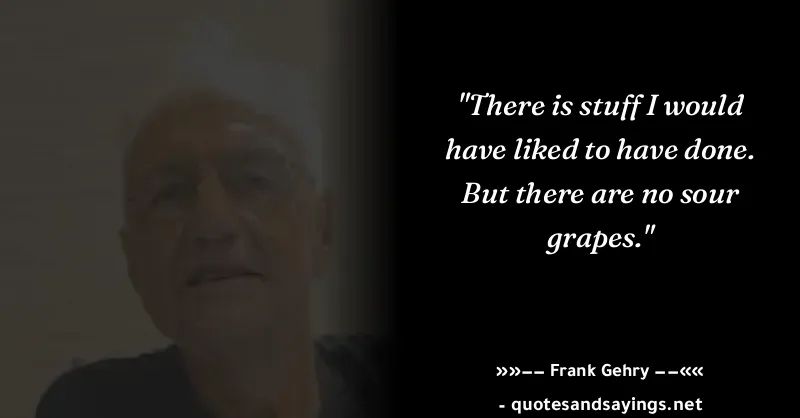 "There is stuff I would
have liked to have done.
But there are no sour
grapes."
»»−− Frank Gehry −−««
- quotesandsayings.net